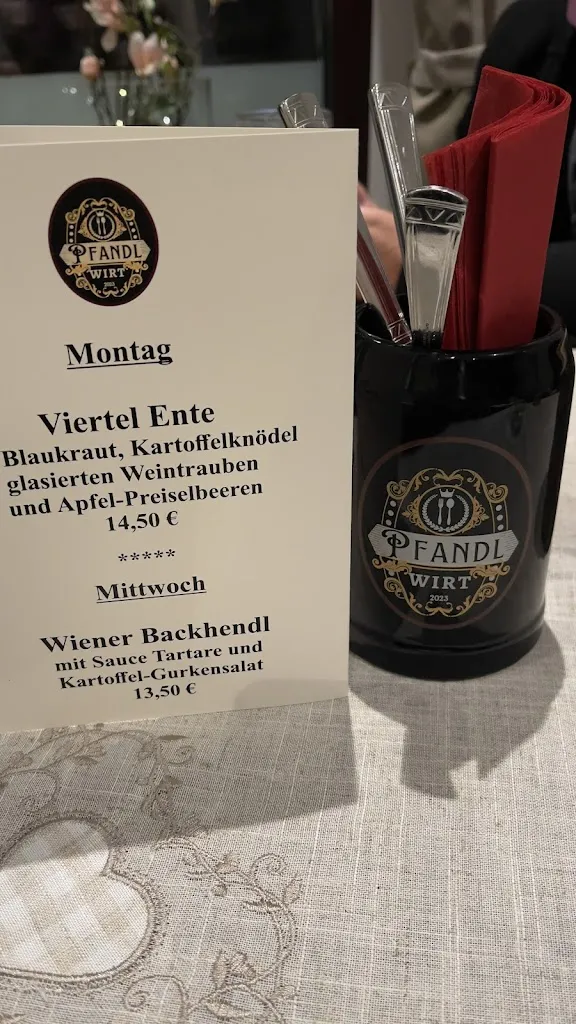 PFANDL
WIRT
2023
Montag
Viertel Ente
Blaukraut, Kartoffelknödel
glasierten Weintrauben
und Apfel-Preiselbeeren
14,50 €
*****
Mittwoch
Wiener Backhendl
mit Sauce Tartare und
Kartoffel-Gurkensalat
13,50 €
PFANDL
WIRT
2023